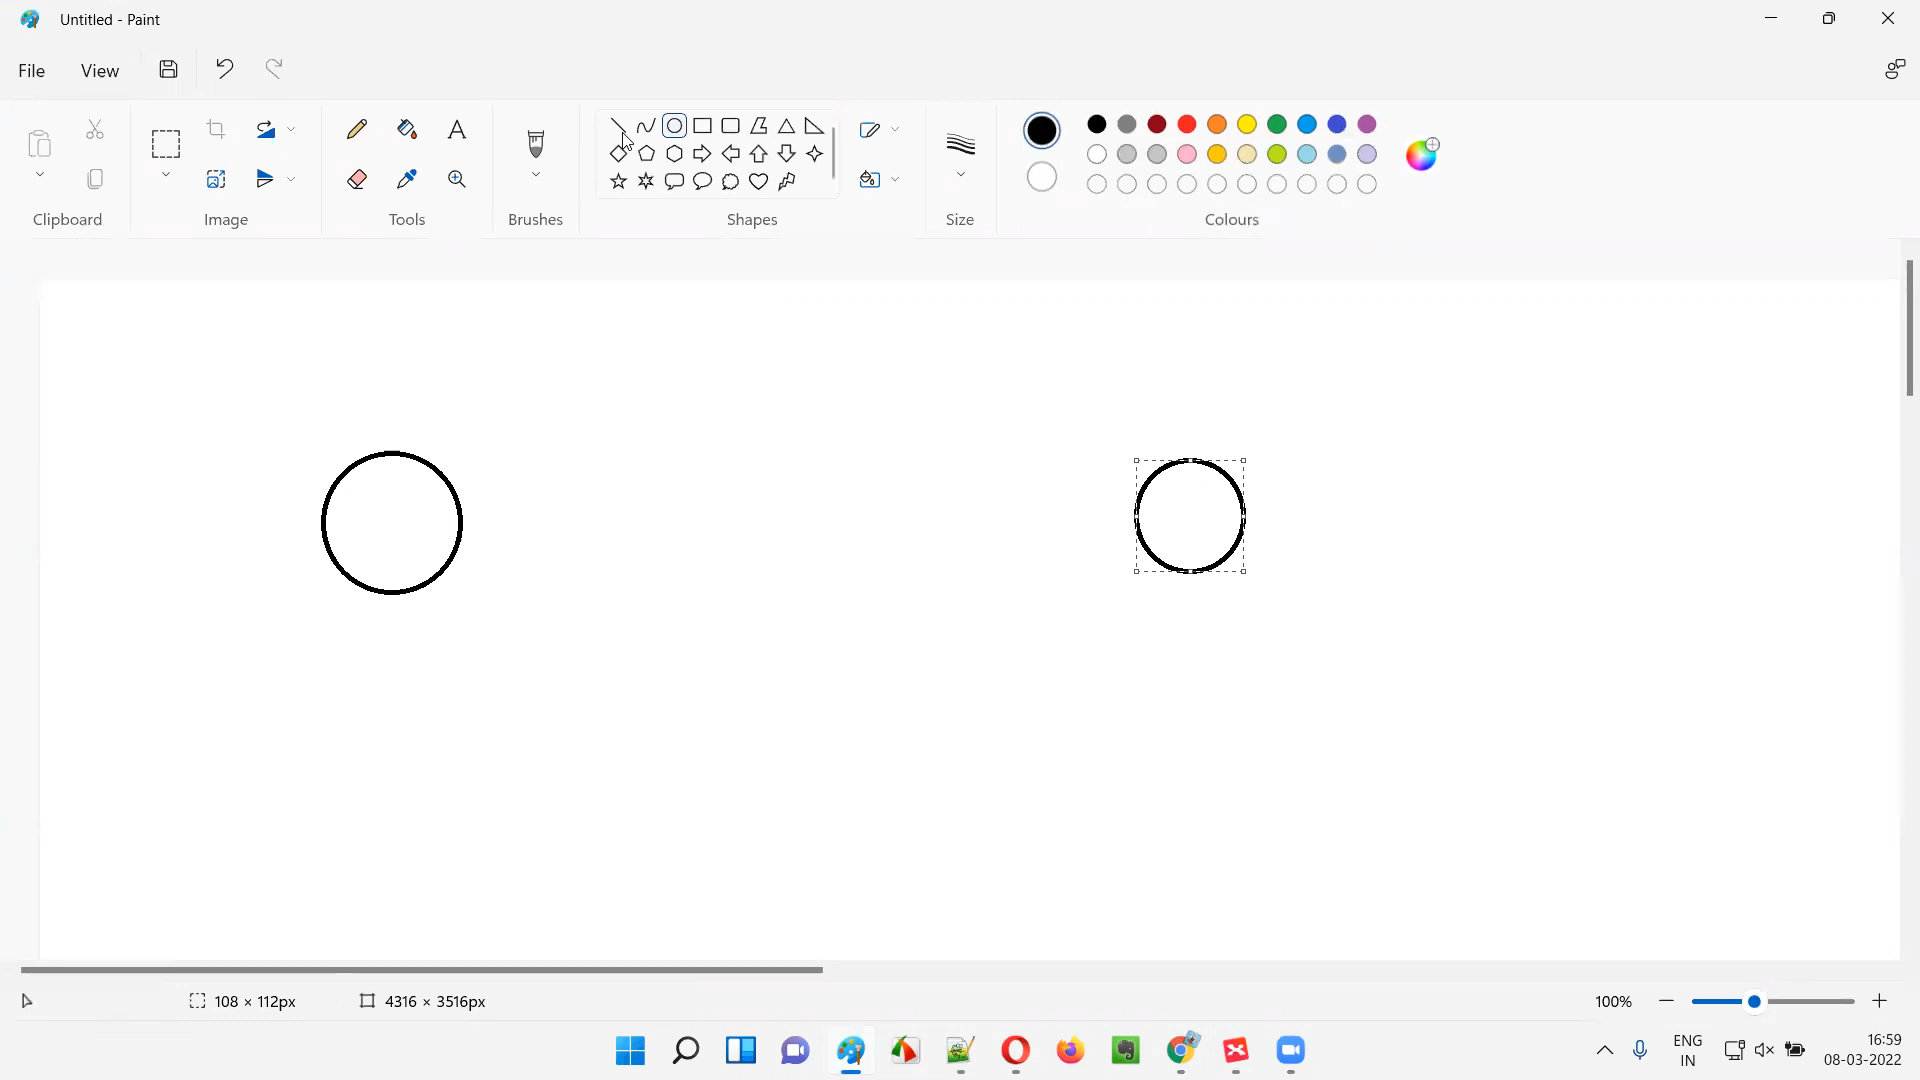 Untitled - Paint
File View
Clipboard Image Tools Brushes Shapes Size Colours
108 × 112px 4316 × 3516px 100%
ENG 16:59
IN 08-03-2022